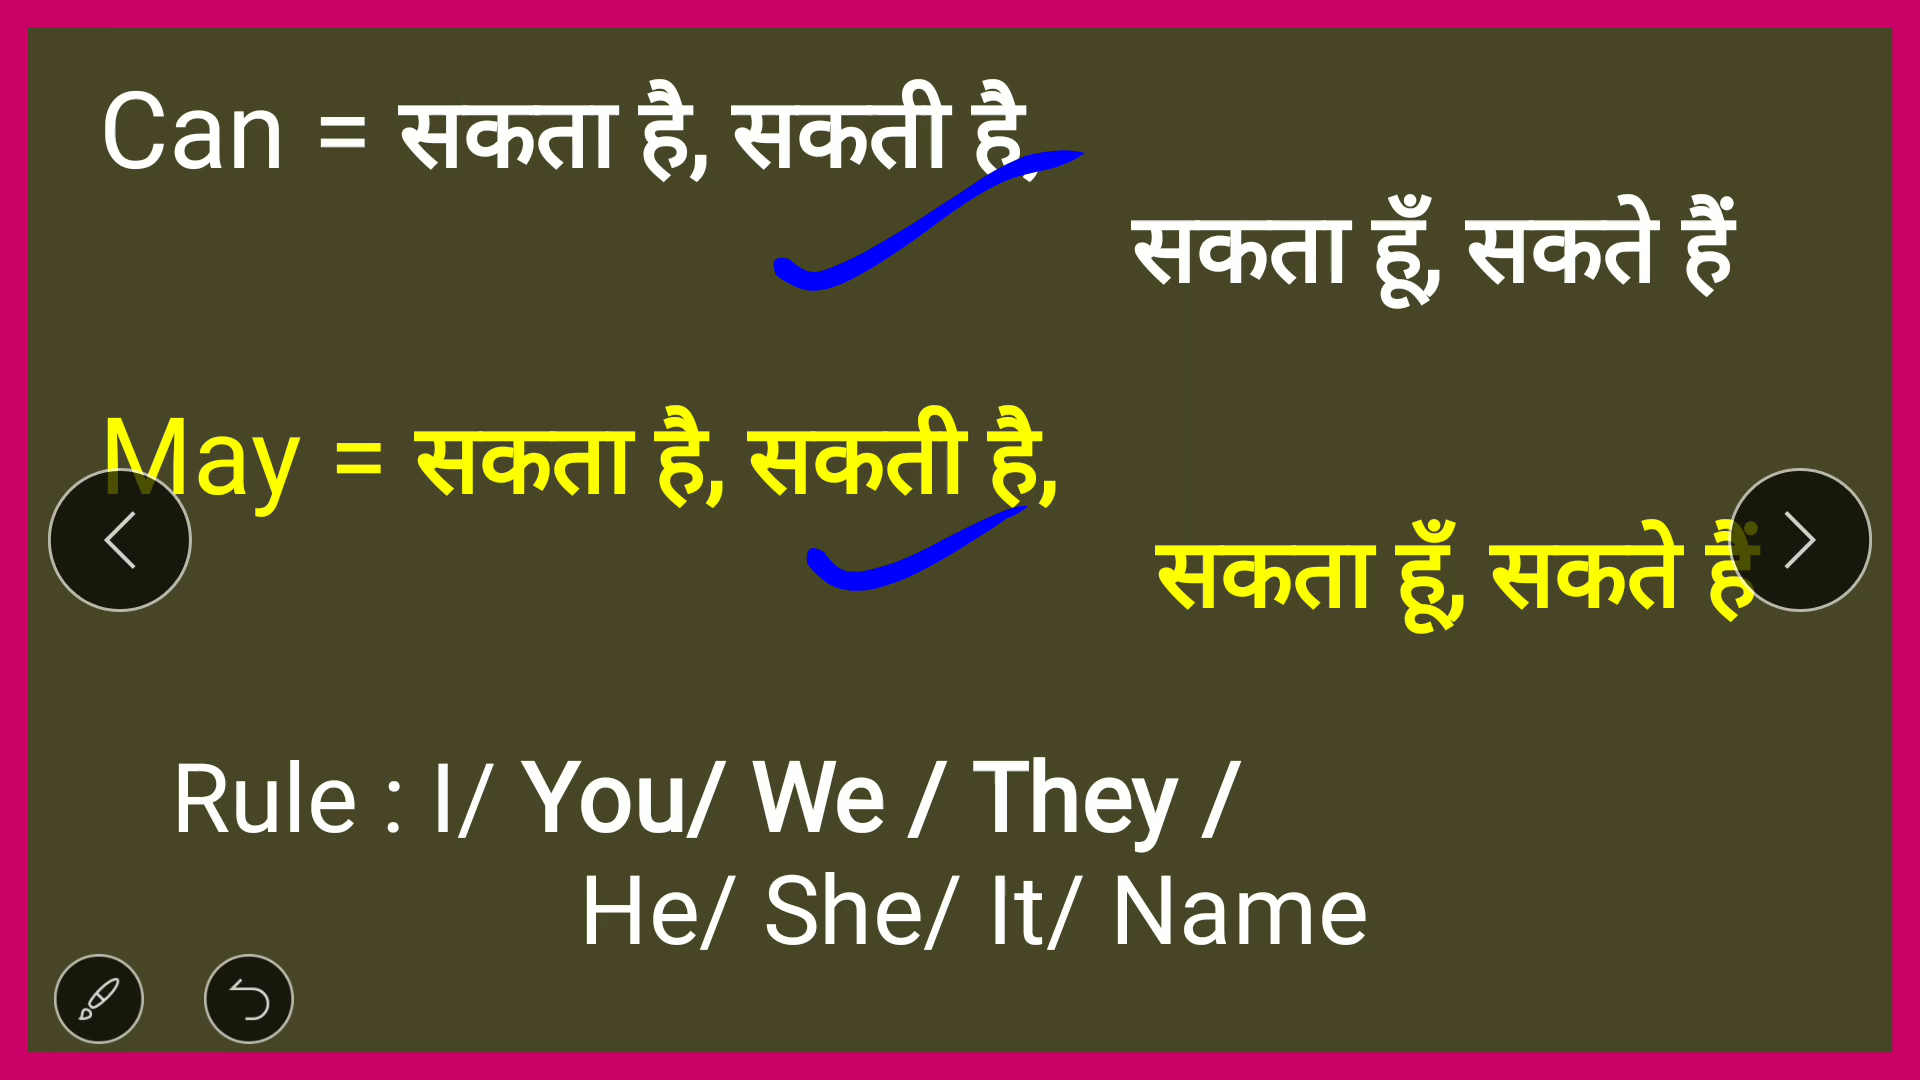 Can = सकता है, सकती है,
सकता हूँ, सकते हैं
May = सकता है, सकती है,
सकता हूँ, सकते हैं
Rule : I/ You/ We / They /
He/ She/ It/ Name